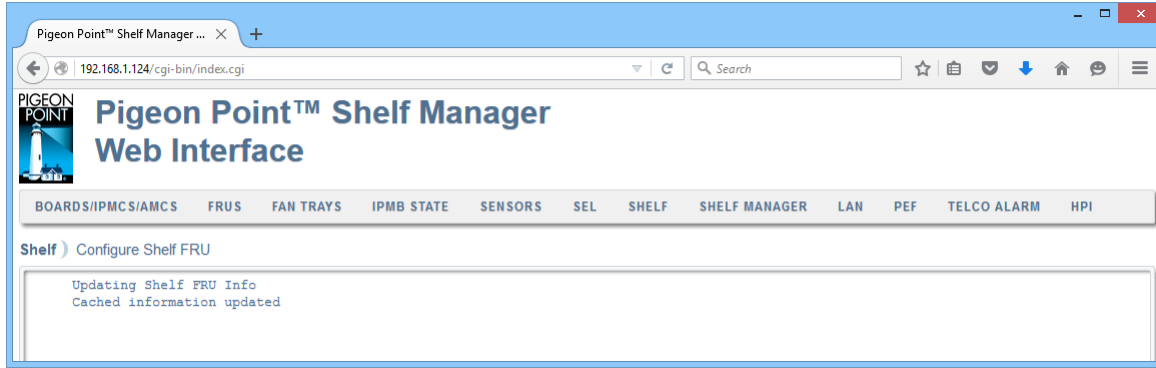 Pigeon Point™ Shelf Manager ...
192.168.1.124/cgi-bin/index.cgi
Search
PIGEON
POINT
Pigeon Point™ Shelf Manager
Web Interface
BOARDS/IPMCS/AMCS FRUS FAN TRAYS IPMB STATE SENSORS SEL SHELF SHELF MANAGER LAN PEF TELCO ALARM HPI
Shelf ) Configure Shelf FRU
Updating Shelf FRU Info
Cached information updated